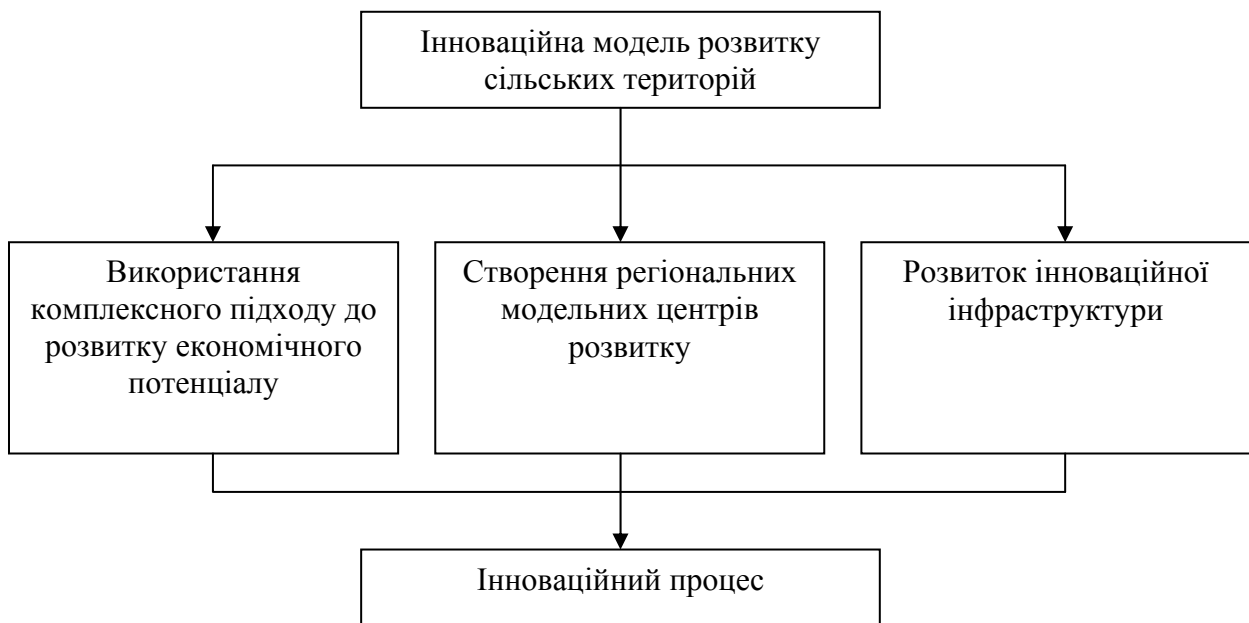 Інноваційна модель розвитку
сільських територій
Використання
комплексного підходу до
розвитку економічного
потенціалу
Створення регіональних
модельних центрів
розвитку
Розвиток інноваційної
інфраструктури
Інноваційний процес